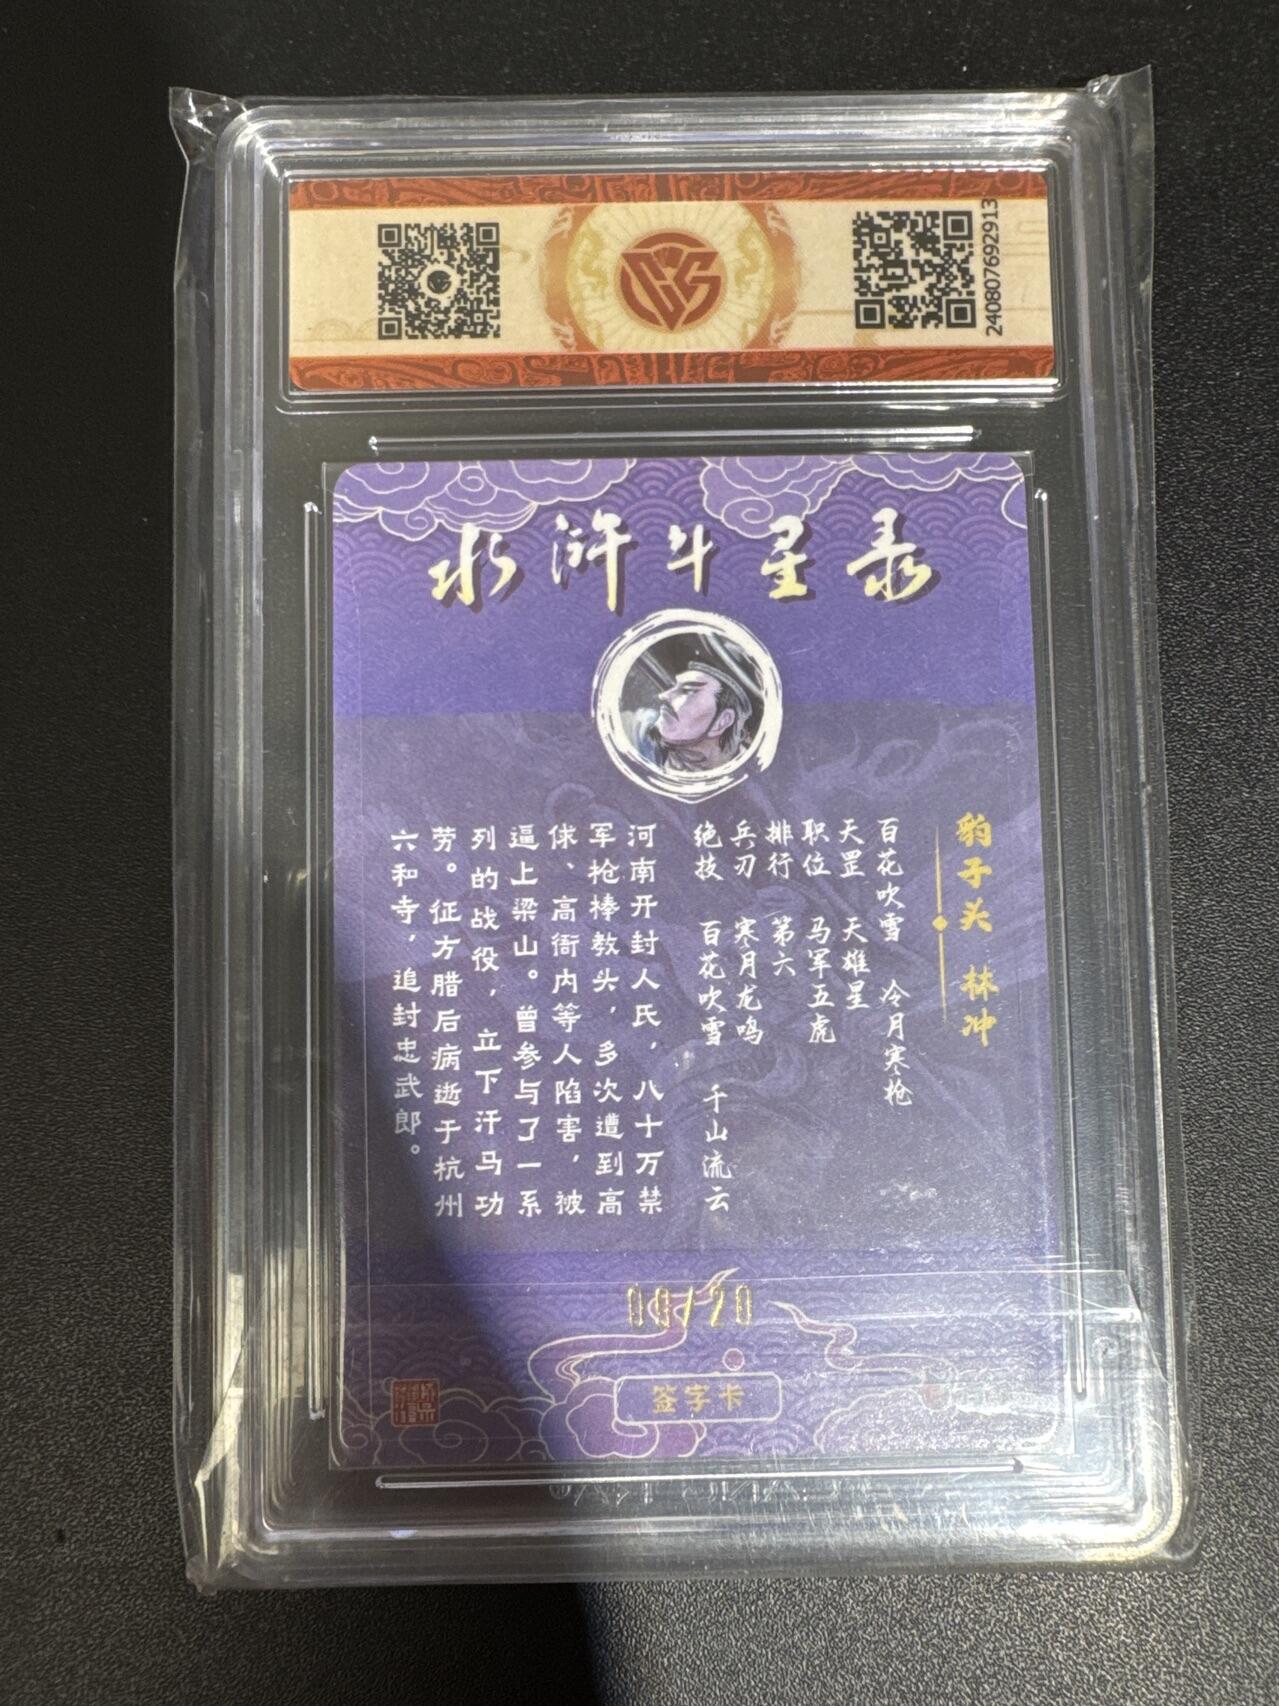 240807692913
水浒斗星录
豹子头 林冲
百花吹雪 冷月寒枪
天罡 天雄星
职位 马军五虎
排行 第六
兵刃 寒月龙鸣
绝技 百花吹雪 千山流云
河南开封人氏，八十万禁
军枪棒教头，多次遭到高
俅、高衙内等人陷害，被
逼上梁山。曾参与了一系
列的战役，立下汗马功
劳。征方腊后病逝于杭州
六和寺，追封忠武郎。
签字卡